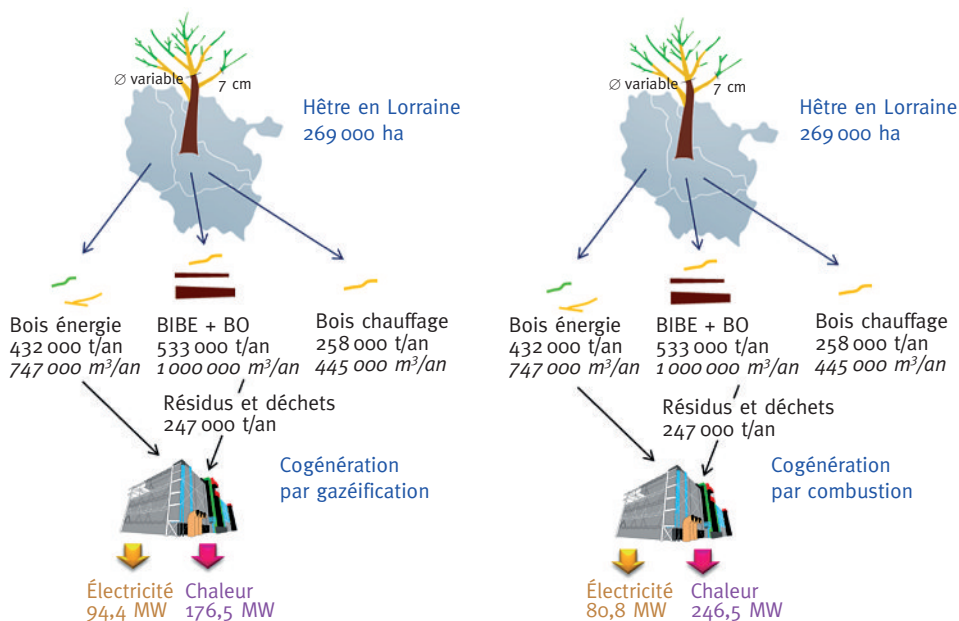 ∅ variable
7 cm
Hêtre en Lorraine
269 000 ha
Bois énergie
432 000 t/an
747 000 m³/an
BIBE + BO
533 000 t/an
1 000 000 m³/an
Bois chauffage
258 000 t/an
445 000 m³/an
Résidus et déchets
247 000 t/an
Cogénération
par gazéification
Électricité
94,4 MW
Chaleur
176,5 MW
∅ variable
7 cm
Hêtre en Lorraine
269 000 ha
Bois énergie
432 000 t/an
747 000 m³/an
BIBE + BO
533 000 t/an
1 000 000 m³/an
Bois chauffage
258 000 t/an
445 000 m³/an
Résidus et déchets
247 000 t/an
Cogénération
par combustion
Électricité
80,8 MW
Chaleur
246,5 MW